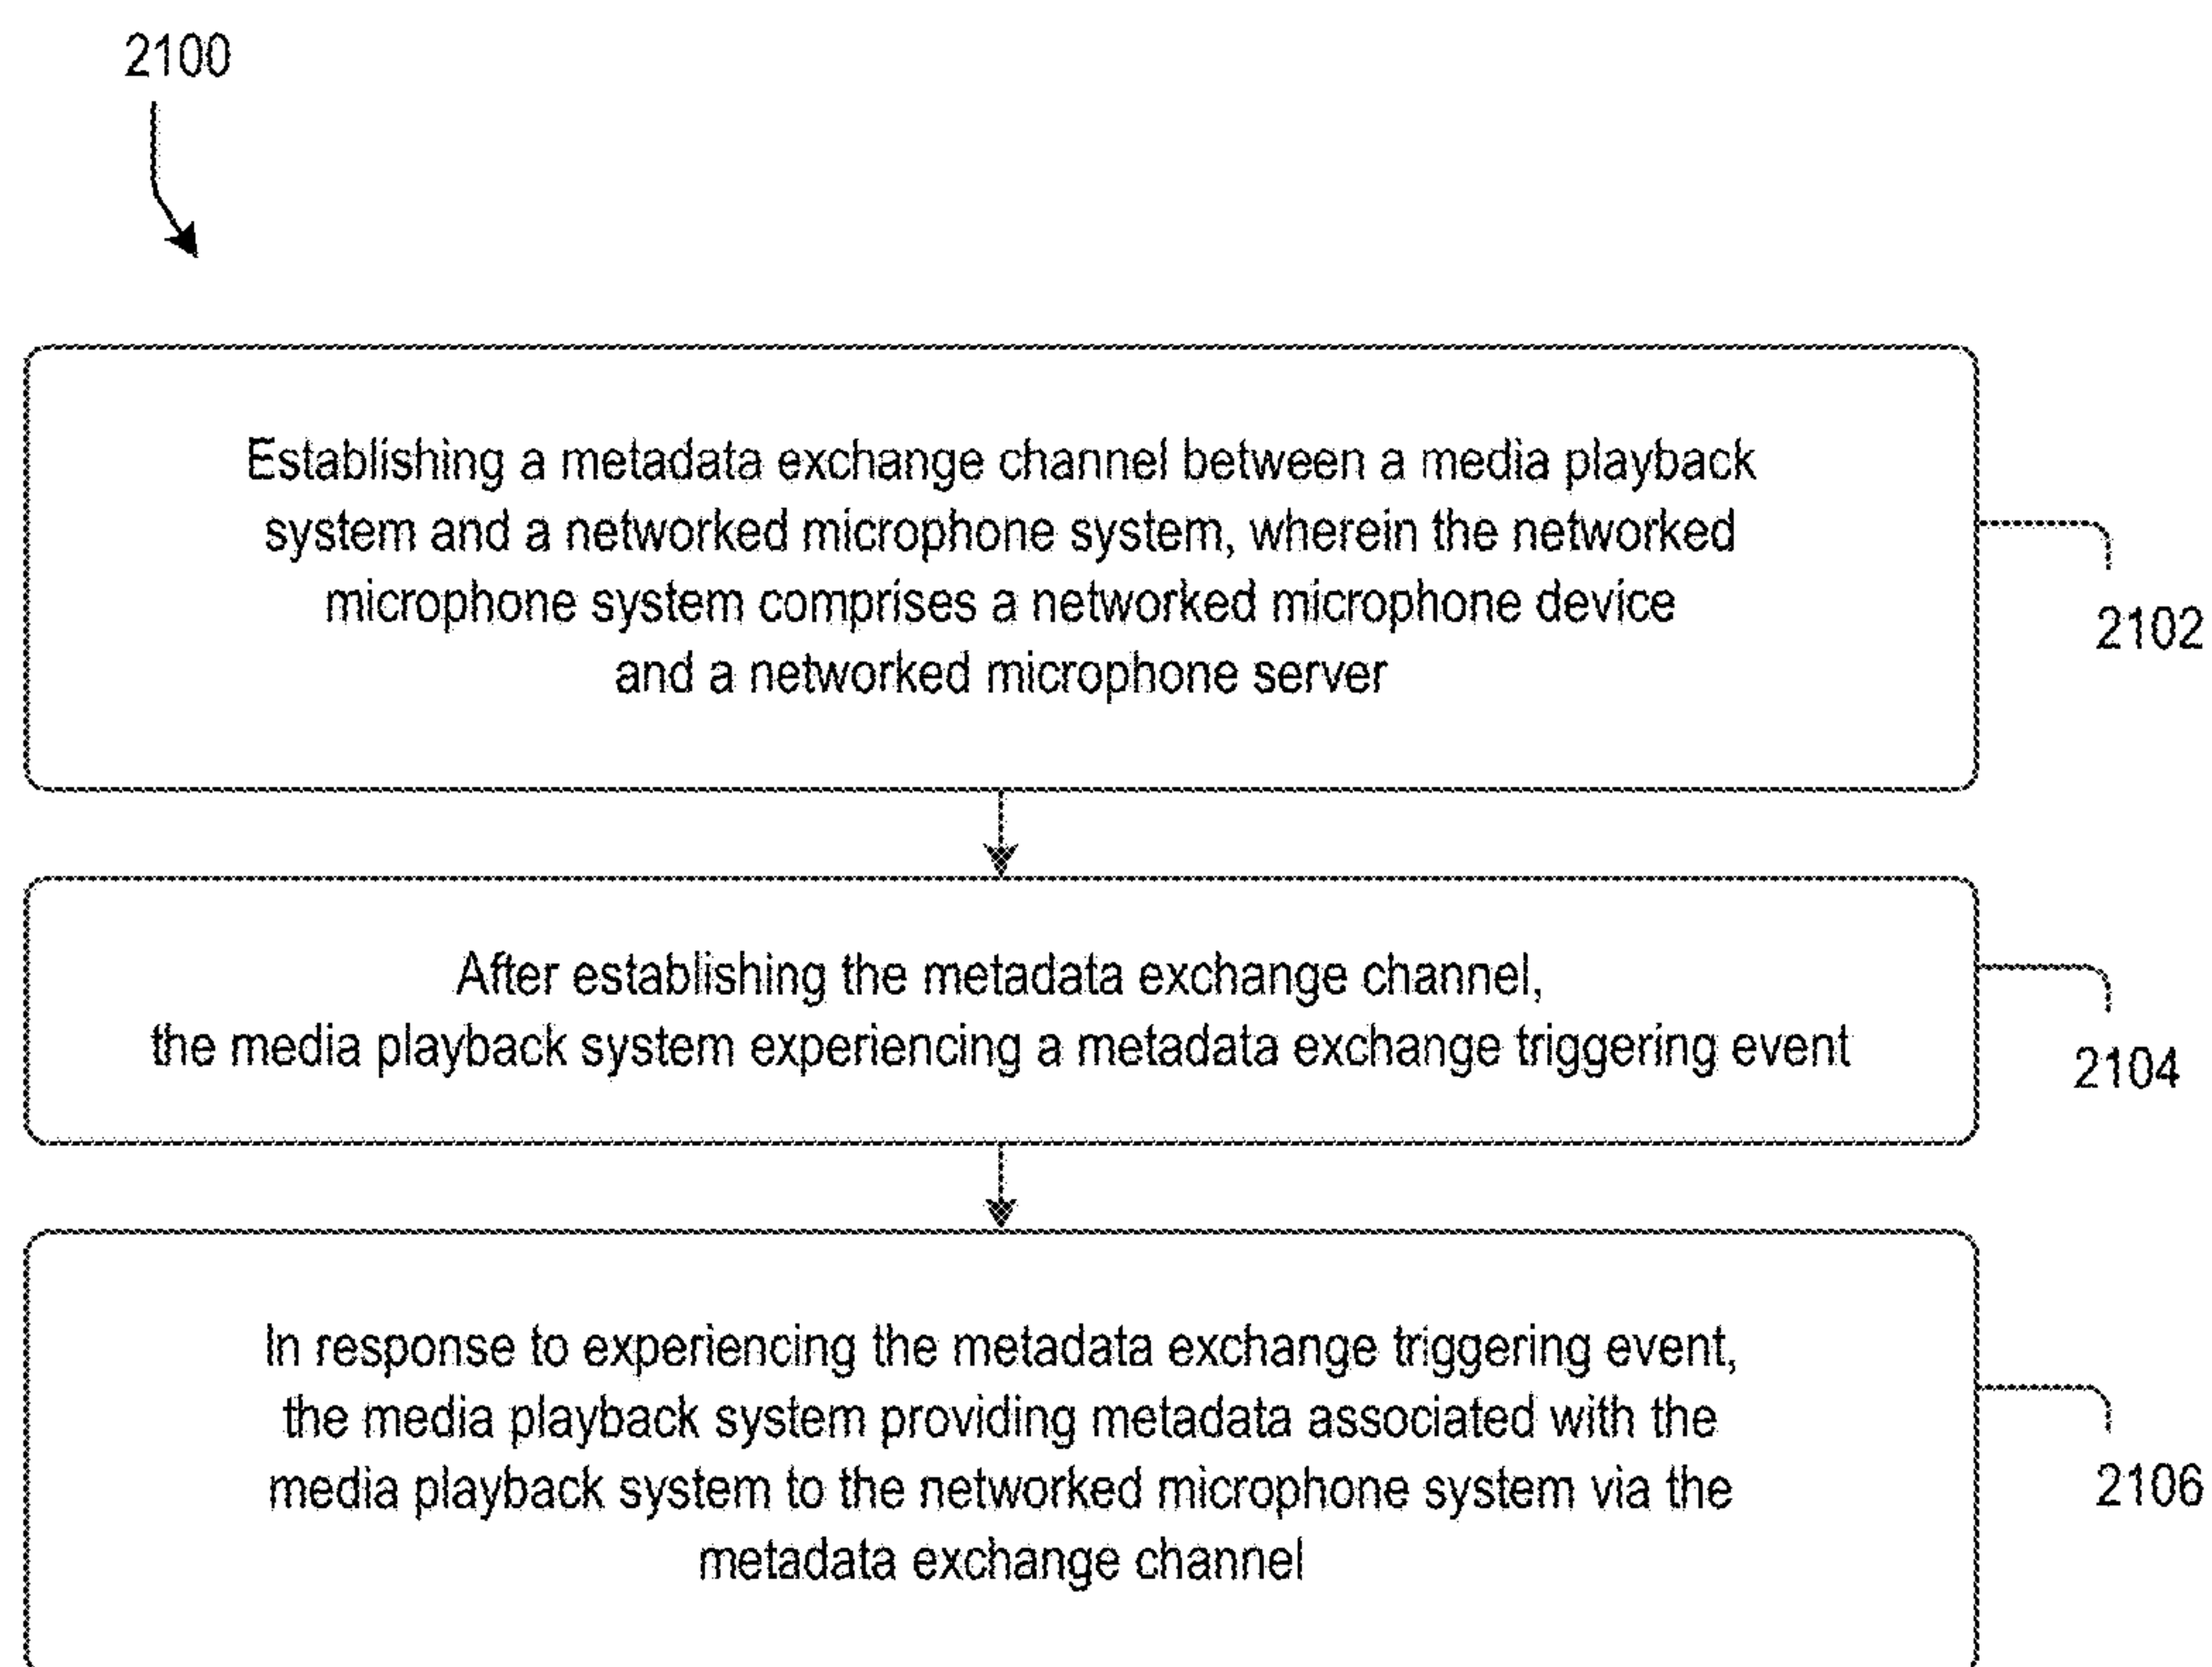 2100
Establishing a metadata exchange channel between a media playback
system and a networked microphone system, wherein the networked
microphone system comprises a networked microphone device
and a networked microphone server
2102
After establishing the metadata exchange channel,
the media playback system experiencing a metadata exchange triggering event
2104
In response to experiencing the metadata exchange triggering event,
the media playback system providing metadata associated with the
media playback system to the networked microphone system via the
metadata exchange channel
2106